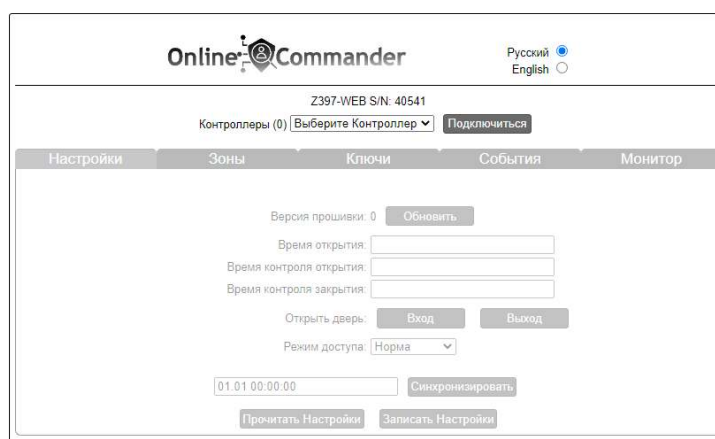 Online Commander
Русский
English
Z397-WEB S/N: 40541
Контроллеры (0) Выберите Контроллер Подключиться
Настройки Зоны Ключи События Монитор
Версия прошивки: 0 Обновить
Время открытия:
Время контроля открытия:
Время контроля закрытия:
Открыть дверь: Вход Выход
Режим доступа: Норма
01.01 00:00:00 Синхронизировать
Прочитать Настройки Записать Настройки